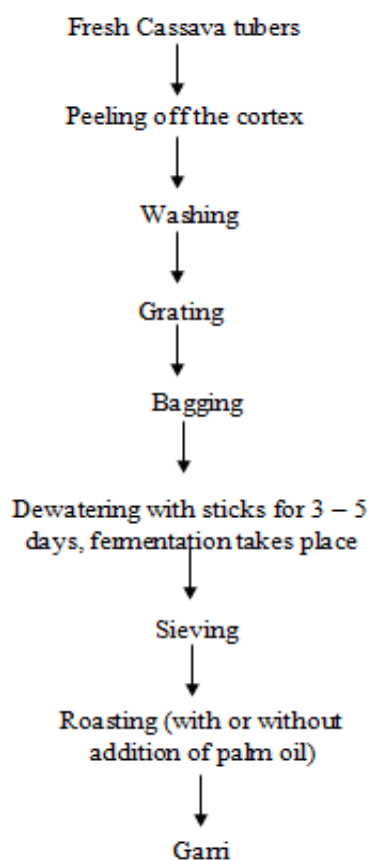 Fresh Cassava tubers
Peeling off the cortex
Washing
Grating
Bagging
Dewatering with sticks for 3 – 5
days, fermentation takes place
Sieving
Roasting (with or without
addition of palm oil)
Garri